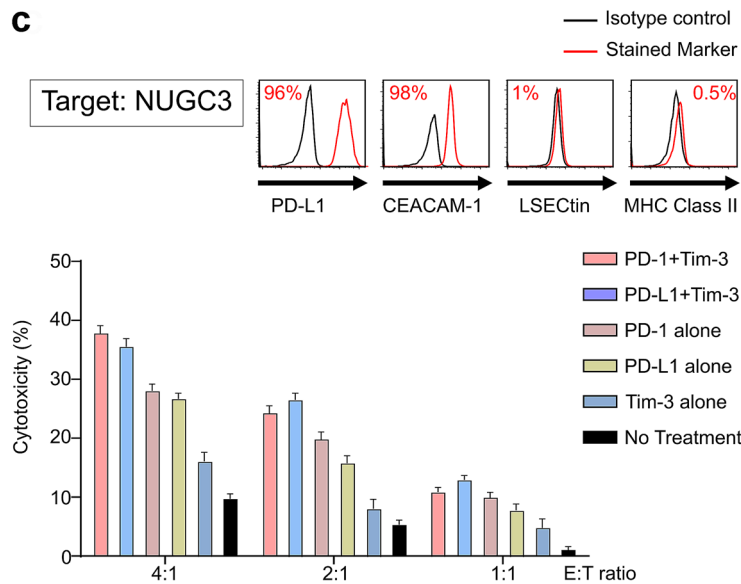 c
Isotype control
Stained Marker
Target: NUGC3
96%
98%
1%
0.5%
PD-L1
CEACAM-1
LSECtin
MHC Class II
PD-1+Tim-3
PD-L1+Tim-3
PD-1 alone
PD-L1 alone
Tim-3 alone
No Treatment
Cytotoxicity (%)
50
40
30
20
10
0
4:1
2:1
1:1
E:T ratio